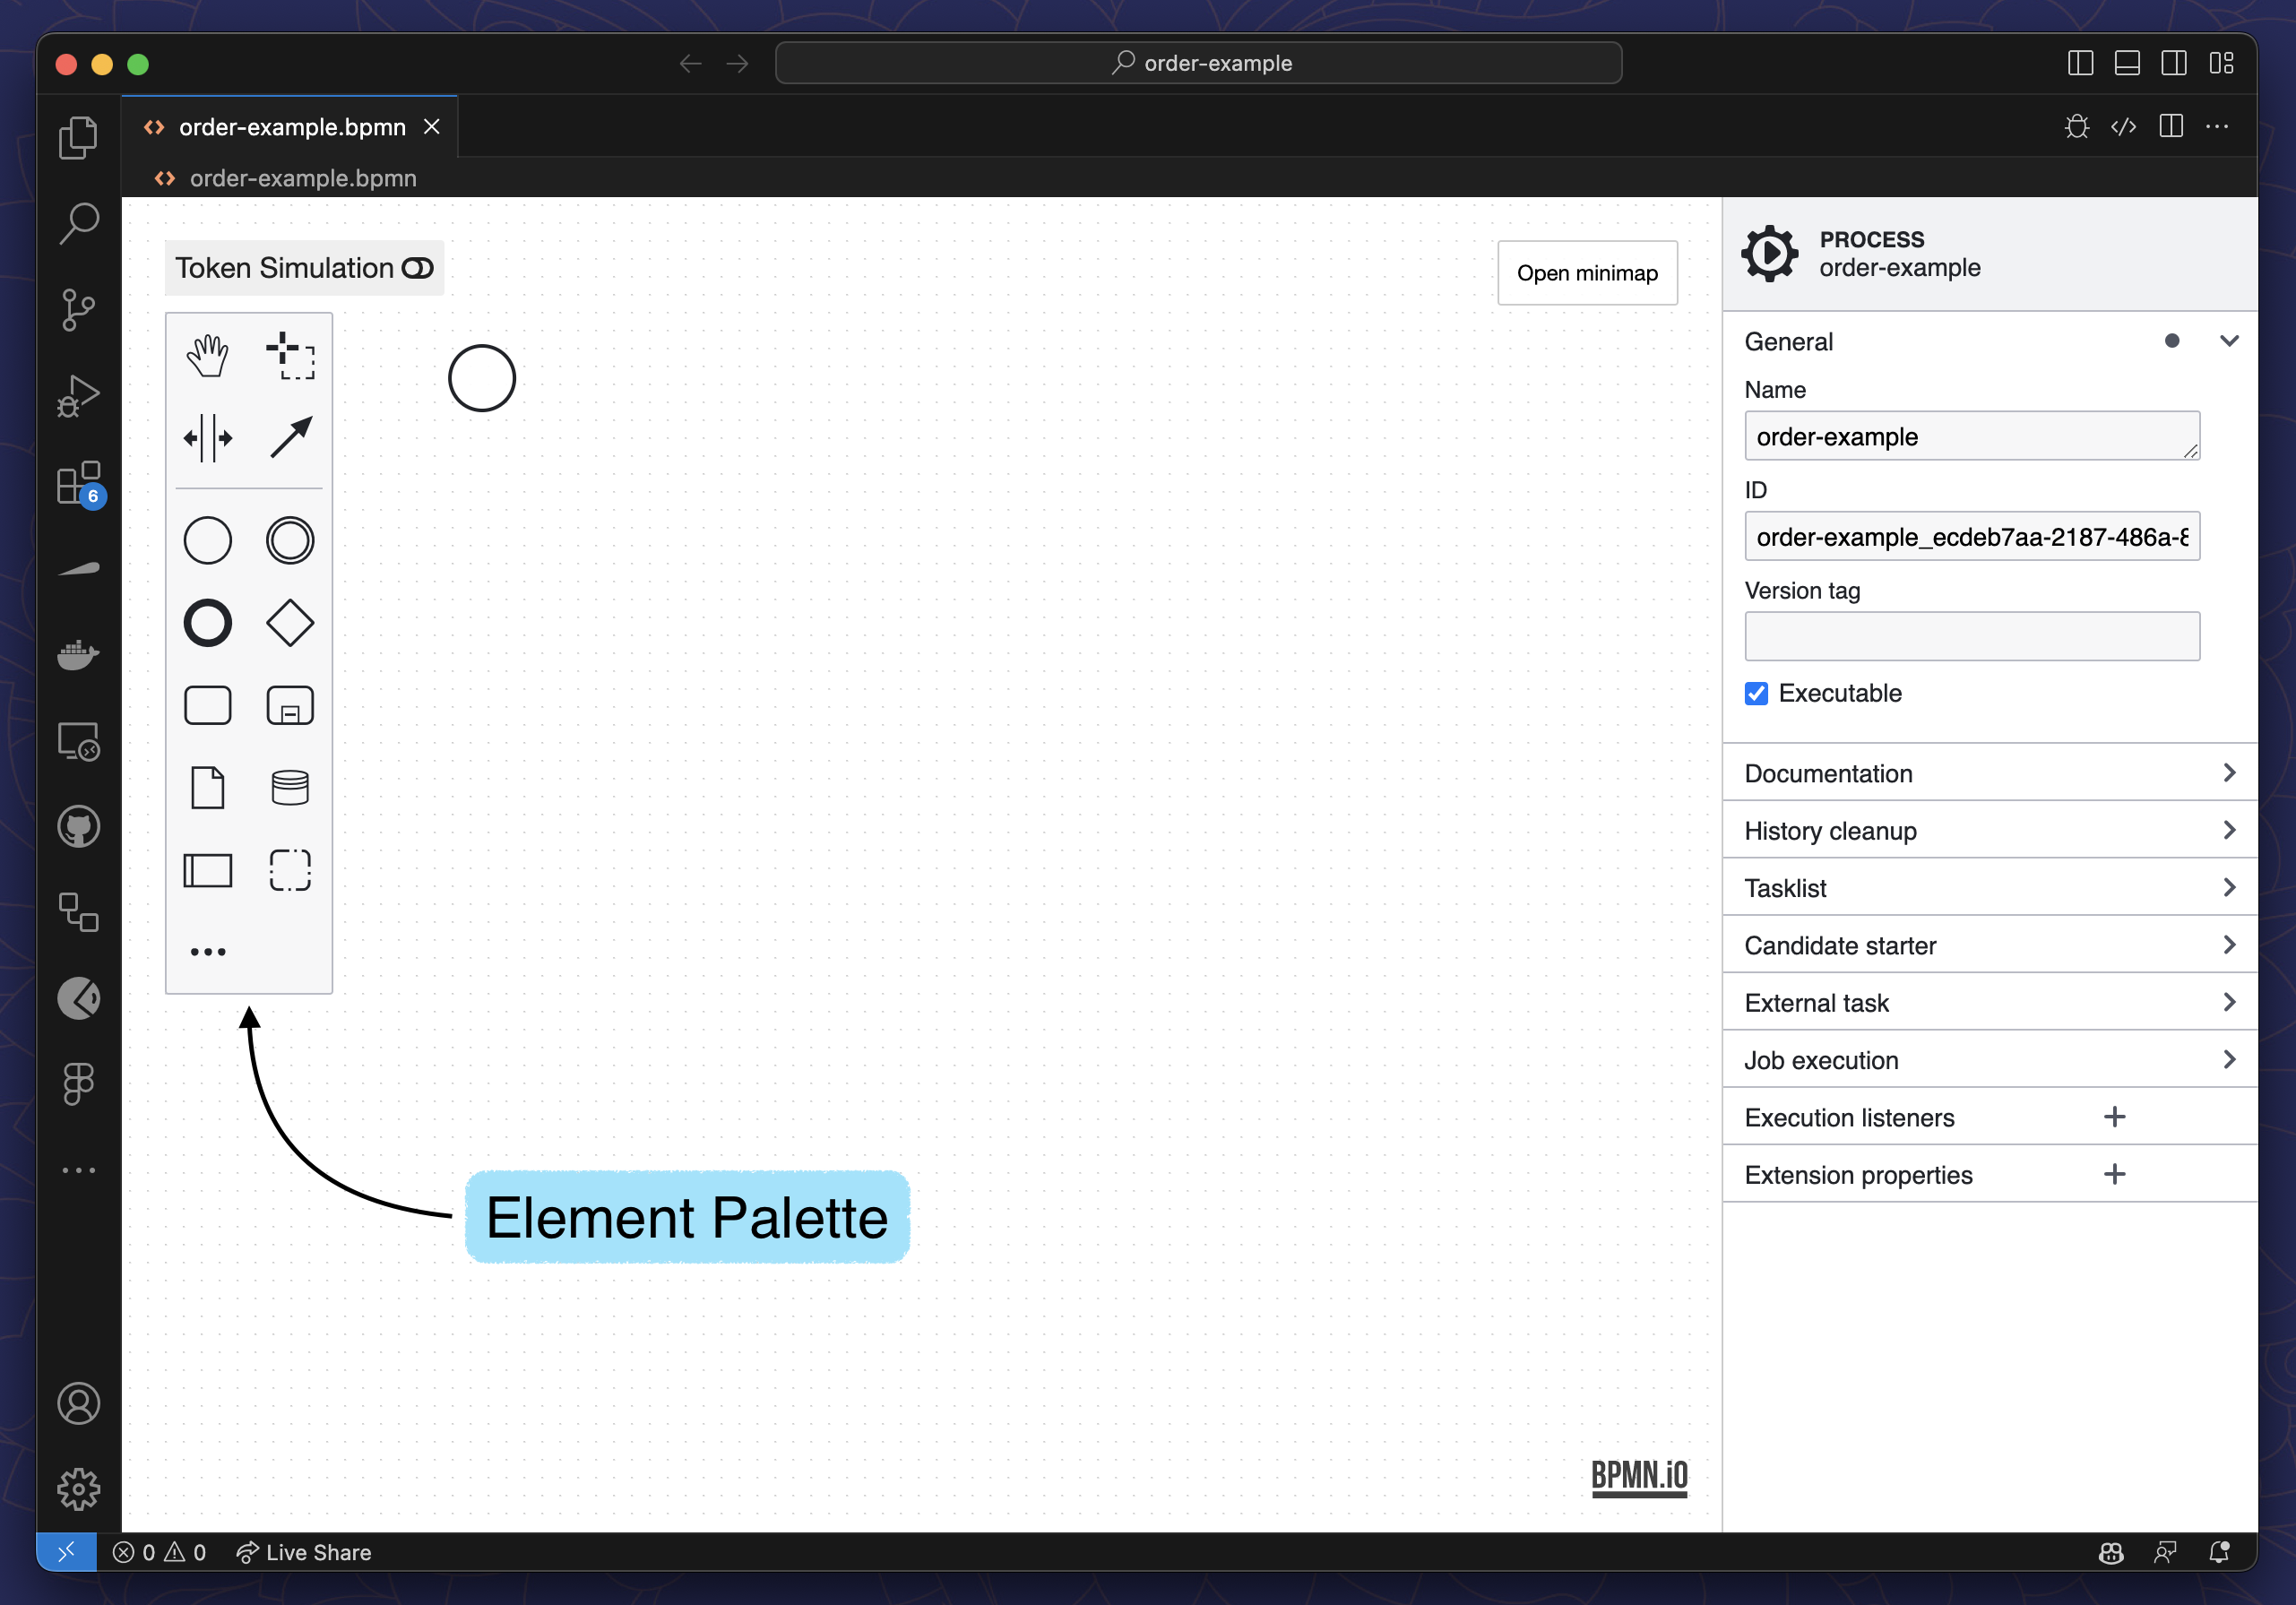 order-example
order-example.bpmn
order-example.bpmn
Token Simulation
Open minimap
6
Element Palette
BPMN.iO
PROCESS
order-example
General
Name
order-example
ID
order-example_ecdeb7aa-2187-486a-8
Version tag
Executable
Documentation
History cleanup
Tasklist
Candidate starter
External task
Job execution
Execution listeners
Extension properties
0 0 Live Share